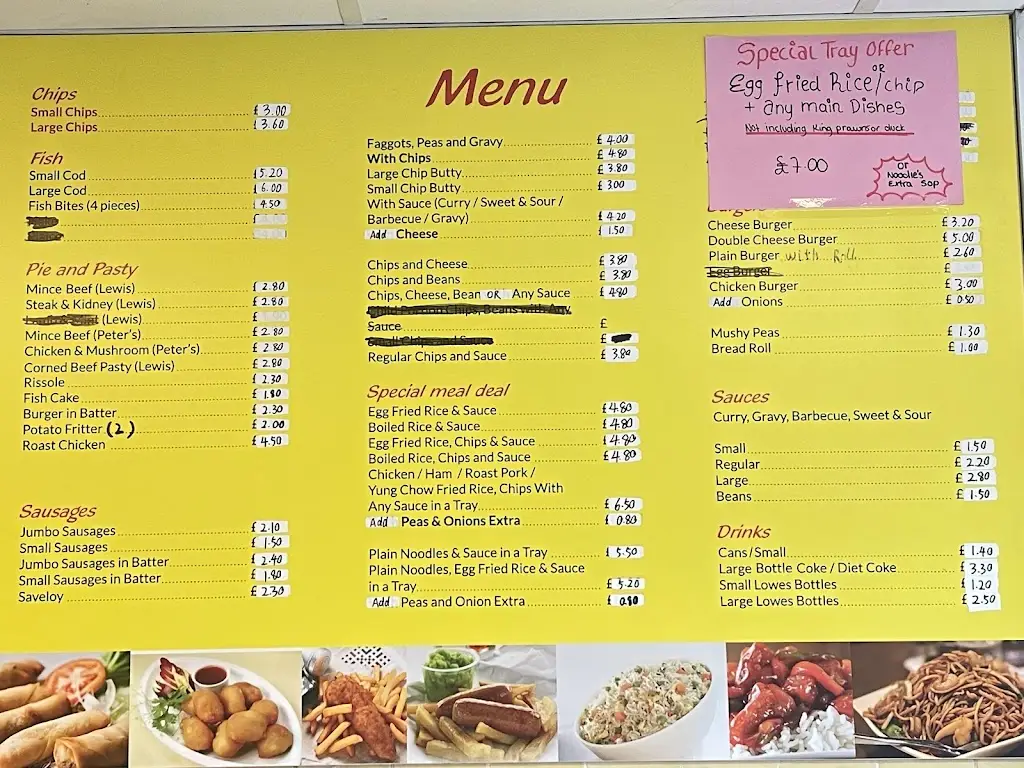 Menu
Chips
Small Chips £3.00
Large Chips £3.60
Fish
Small Cod £5.20
Large Cod £6.00
Fish Bites (4 pieces) £4.50
Pie and Pasty
Mince Beef (Lewis) £2.80
Steak & Kidney (Lewis) £2.80
(Lewis) £
Mince Beef (Peter's) £2.80
Chicken & Mushroom (Peter's) £2.80
Corned Beef Pasty (Lewis) £2.80
Rissole £2.30
Fish Cake £1.80
Burger in Batter £2.30
Potato Fritter (2) £2.00
Roast Chicken £4.50
Sausages
Jumbo Sausages £2.10
Small Sausages £1.50
Jumbo Sausages in Batter £2.40
Small Sausages in Batter £1.80
Saveloy £2.30
Faggots, Peas and Gravy £4.00
With Chips £4.80
Large Chip Butty £3.80
Small Chip Butty £3.00
With Sauce (Curry / Sweet & Sour /
Barbecue / Gravy) £4.20
Add Cheese £1.50
Chips and Cheese £3.80
Chips and Beans £3.80
Chips, Cheese, Bean OR Any Sauce £4.80
Chips, Beans with Any
Sauce £
Small Chips and Sauce £
Regular Chips and Sauce £3.80
Special meal deal
Egg Fried Rice & Sauce £4.80
Boiled Rice & Sauce £4.80
Egg Fried Rice, Chips & Sauce £4.80
Boiled Rice, Chips and Sauce £4.80
Chicken / Ham / Roast Pork /
Yung Chow Fried Rice, Chips With
Any Sauce in a Tray £6.50
Add Peas & Onions Extra £0.80
Plain Noodles & Sauce in a Tray £5.50
Plain Noodles, Egg Fried Rice & Sauce
in a Tray £5.20
Add Peas and Onion Extra £0.80
Special Tray Offer
Egg fried Rice/OR chip
+ any main Dishes
Not including King prawns or duck
£7.00
or
Noodle's
Extra 50p
Burgers
Cheese Burger £3.20
Double Cheese Burger £5.00
Plain Burger with Roll £2.60
Egg Burger £
Chicken Burger £3.00
Add Onions £0.50
Mushy Peas £1.30
Bread Roll £1.00
Sauces
Curry, Gravy, Barbecue, Sweet & Sour
Small £1.50
Regular £2.20
Large £2.80
Beans £1.50
Drinks
Cans/Small £1.40
Large Bottle Coke / Diet Coke £3.30
Small Lowes Bottles £1.20
Large Lowes Bottles £2.50